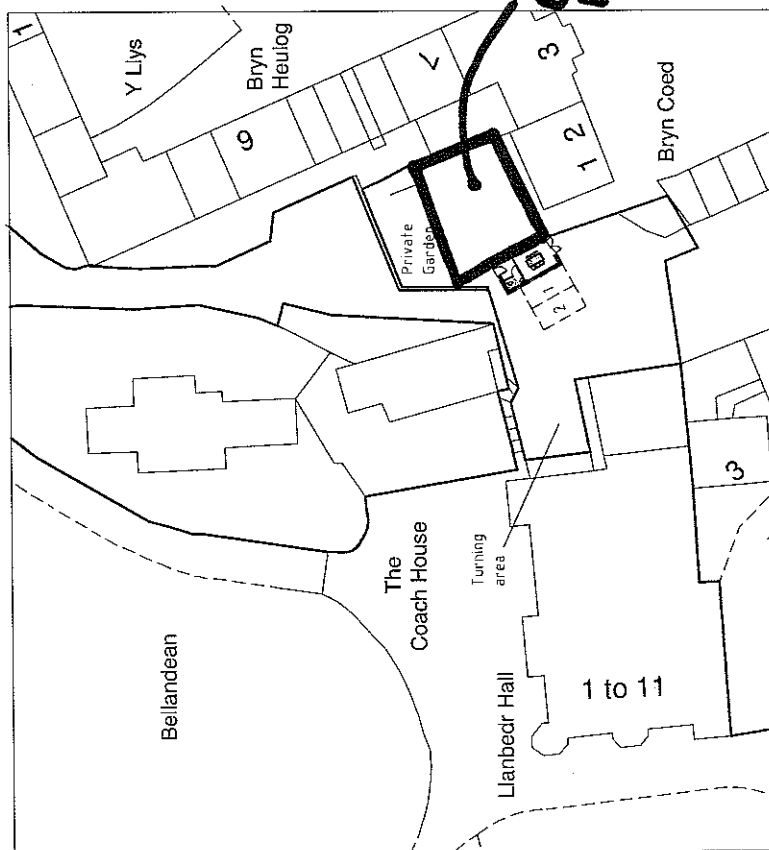 1
Y Llys
Bryn
Heulog
9
7
3
Private
Garden
1 2
Bryn Coed
2 No.
Bellandean
The
Coach House
Turning
area
Llanbedr Hall
1 to 11
3